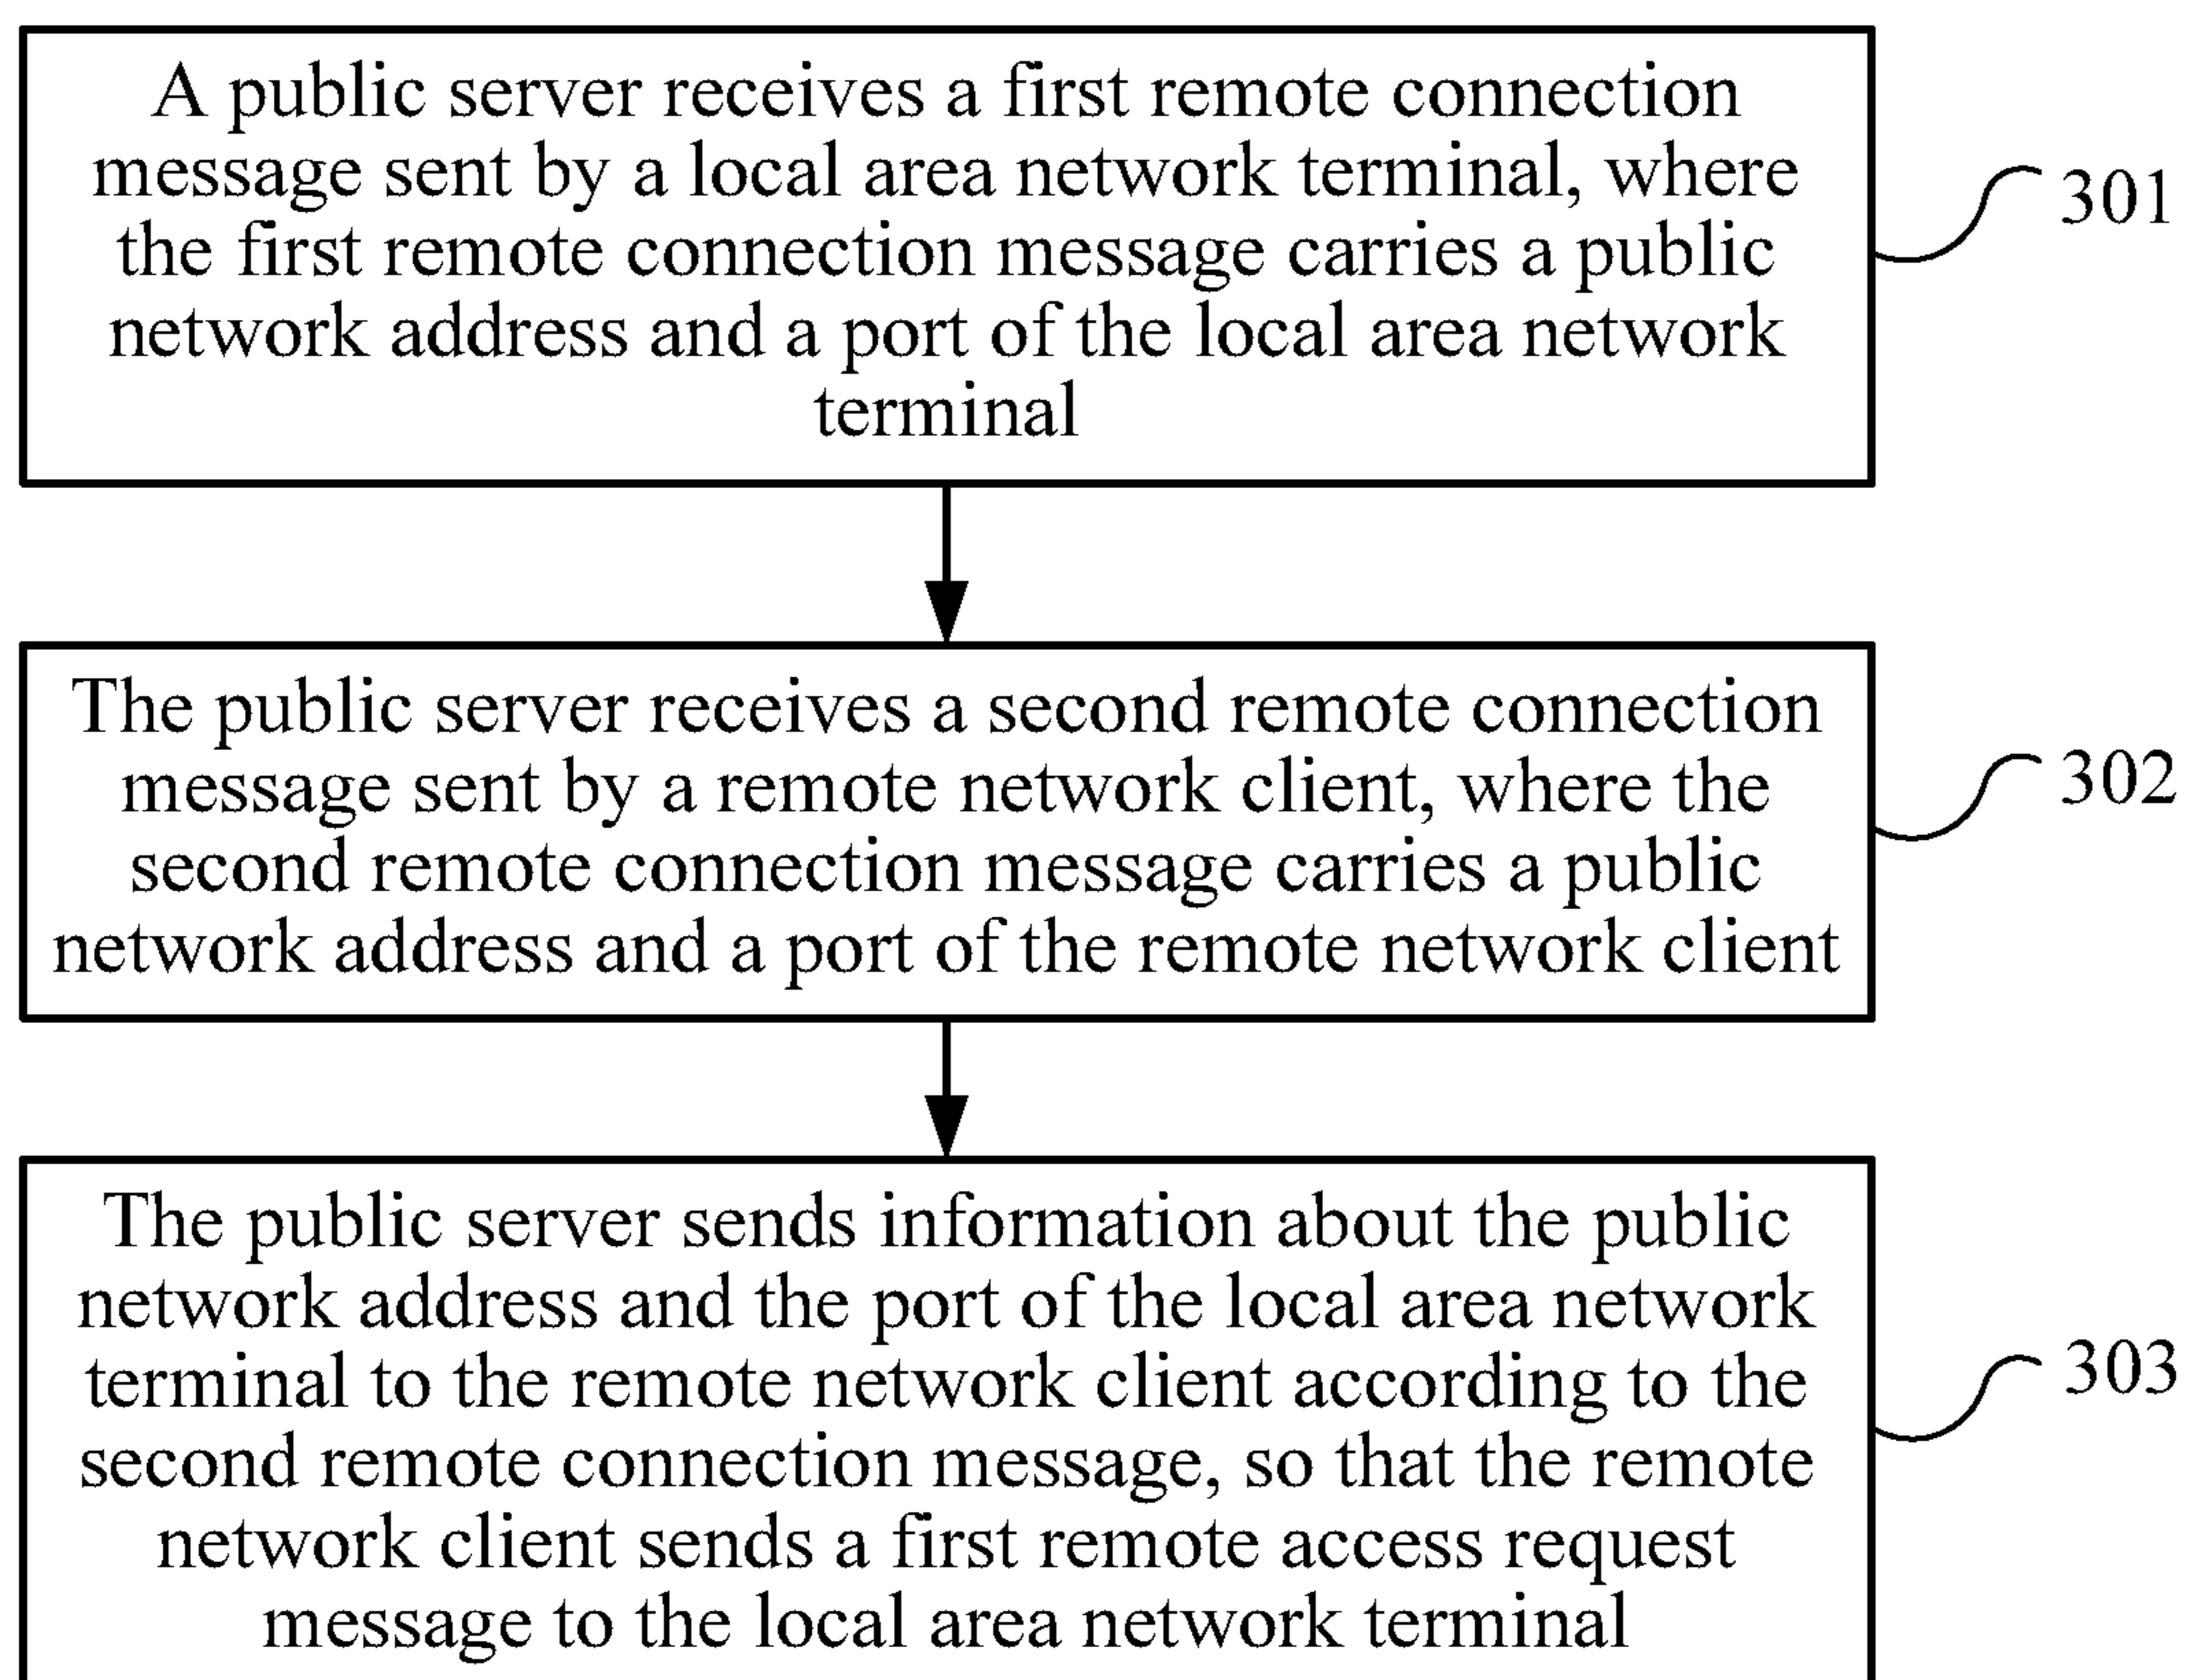 A public server receives a first remote connection
message sent by a local area network terminal, where
the first remote connection message carries a public
network address and a port of the local area network
terminal
301
The public server receives a second remote connection
message sent by a remote network client, where the
second remote connection message carries a public
network address and a port of the remote network client
302
The public server sends information about the public
network address and the port of the local area network
terminal to the remote network client according to the
second remote connection message, so that the remote
network client sends a first remote access request
message to the local area network terminal
303